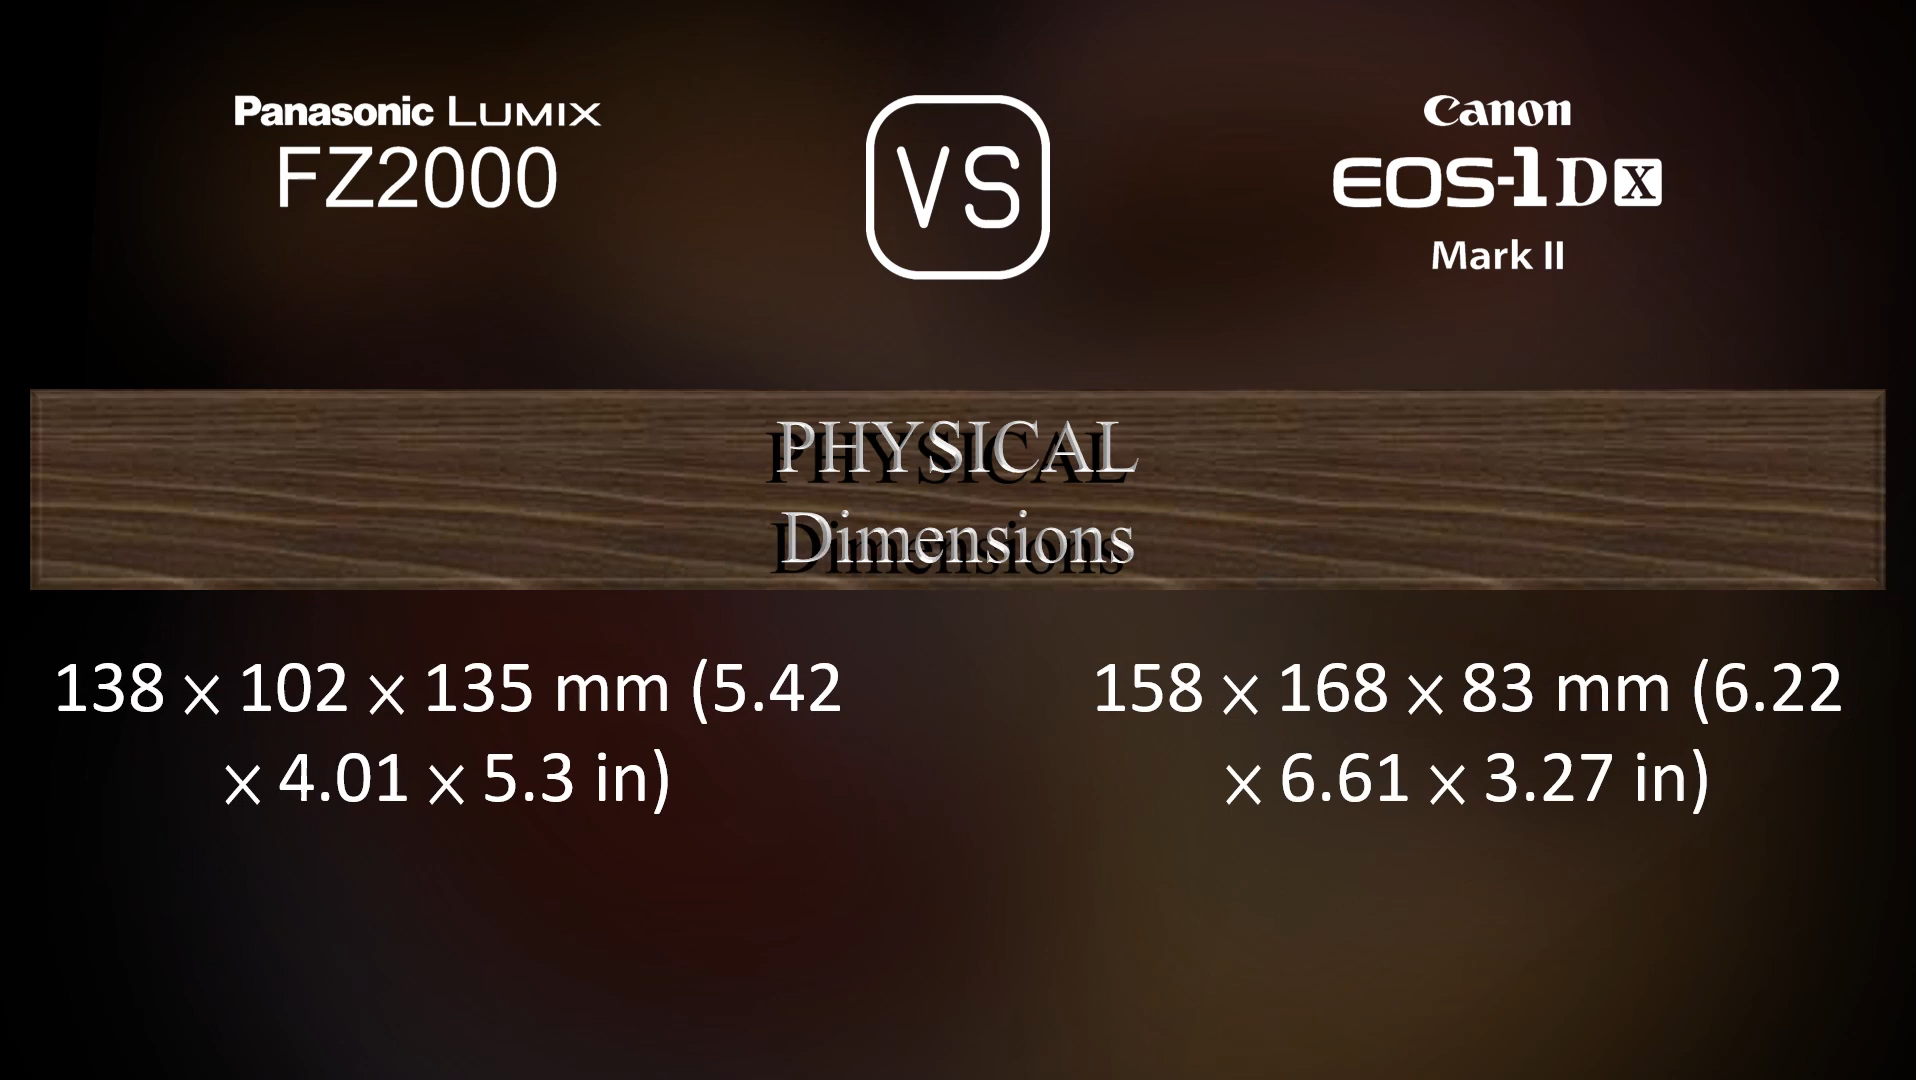 Panasonic LUMIX
FZ2000
VS
Canon
EOS-1D X
Mark II
PHYSICAL
Dimensions
138 x 102 x 135 mm (5.42
x 4.01 x 5.3 in)
158 x 168 x 83 mm (6.22
x 6.61 x 3.27 in)